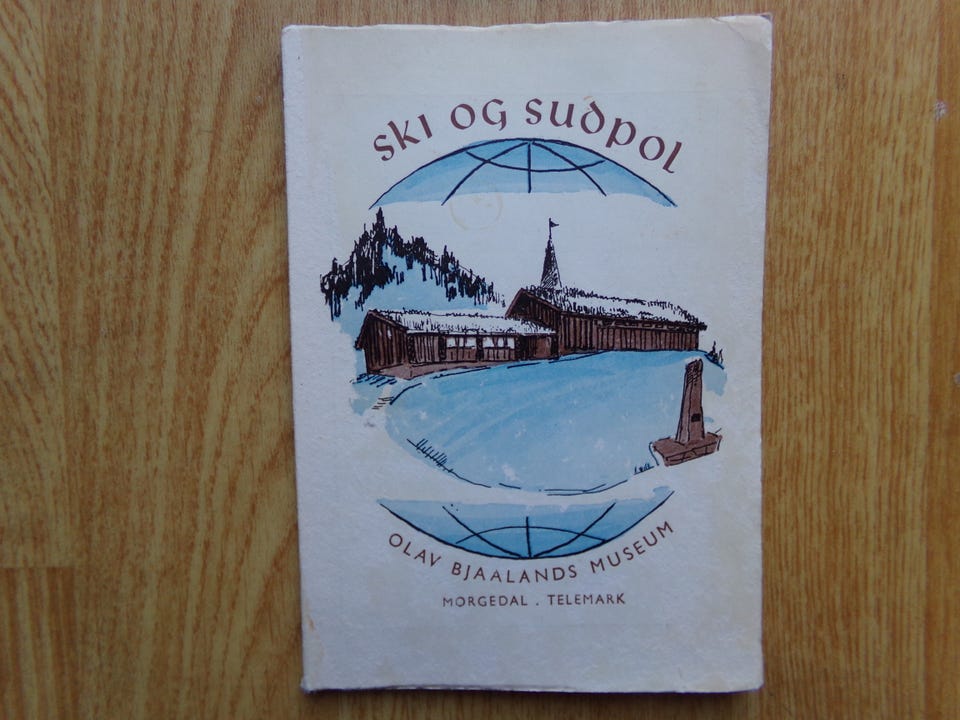 SKI OG SUDPOL
OLAV BJAALANDS MUSEUM
MORGEDAL . TELEMARK